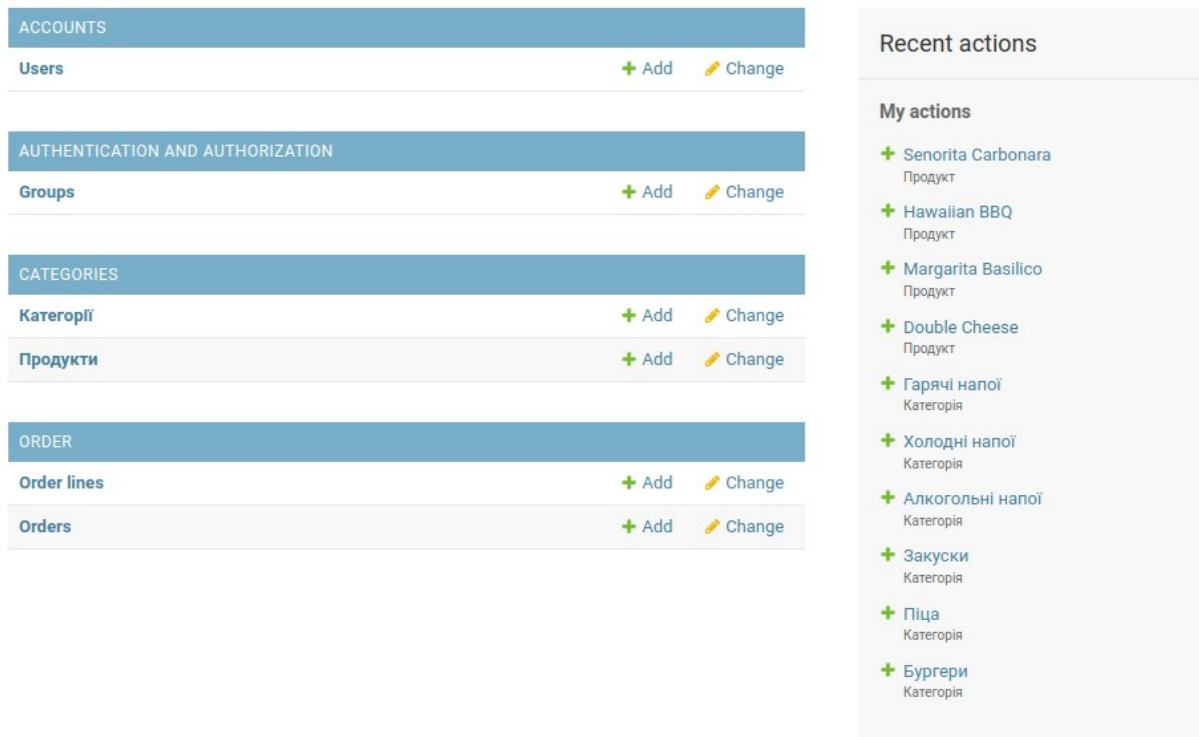 ACCOUNTS
Users Add Change
AUTHENTICATION AND AUTHORIZATION
Groups Add Change
CATEGORIES
Категорії Add Change
Продукти Add Change
ORDER
Order lines Add Change
Orders Add Change
Recent actions
My actions
Senorita Carbonara
Продукт
Hawaiian BBQ
Продукт
Margarita Basilico
Продукт
Double Cheese
Продукт
Гарячі напої
Категорія
Холодні напої
Категорія
Алкогольні напої
Категорія
Закуски
Категорія
Піца
Категорія
Бургери
Категорія